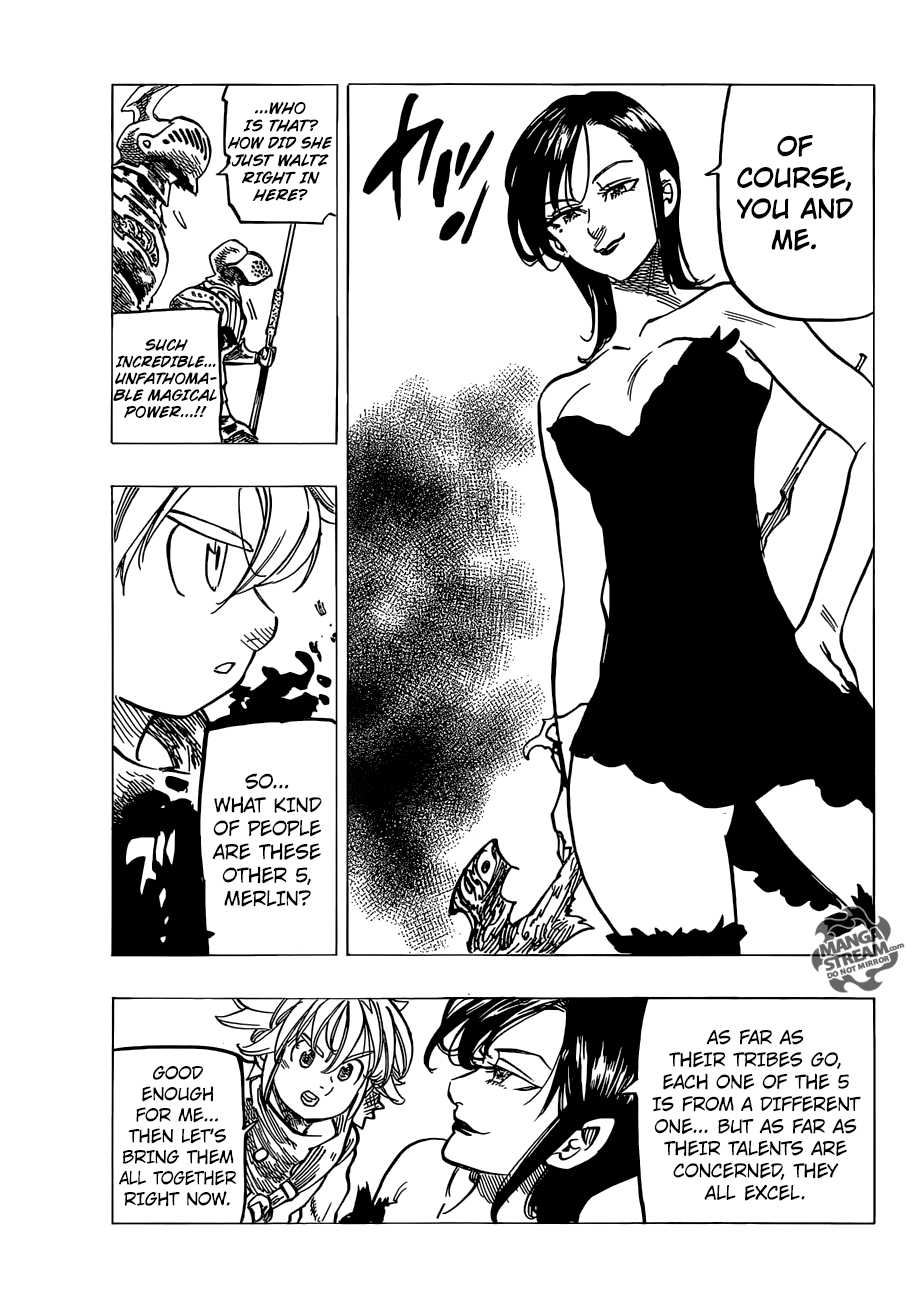 OF
COURSE,
YOU AND
ME.
カッ!
...WHO
IS THAT?
HOW DID SHE
JUST WALTZ
RIGHT IN
HERE?
SUCH
INCREDIBLE...
UNFATHOMA-
BLE MAGICAL
POWER...!!
SO...
WHAT KIND
OF PEOPLE
ARE THESE
OTHER 5,
MERLIN?
AS FAR AS
THEIR TRIBES GO,
EACH ONE OF THE 5
IS FROM A DIFFERENT
ONE... BUT AS FAR AS
THEIR TALENTS ARE
CONCERNED, THEY
ALL EXCEL.
GOOD
ENOUGH
FOR ME...
THEN LET'S
BRING THEM
ALL TOGETHER
RIGHT NOW.
MANGA
STREAM.com
DO NOT MIRROR